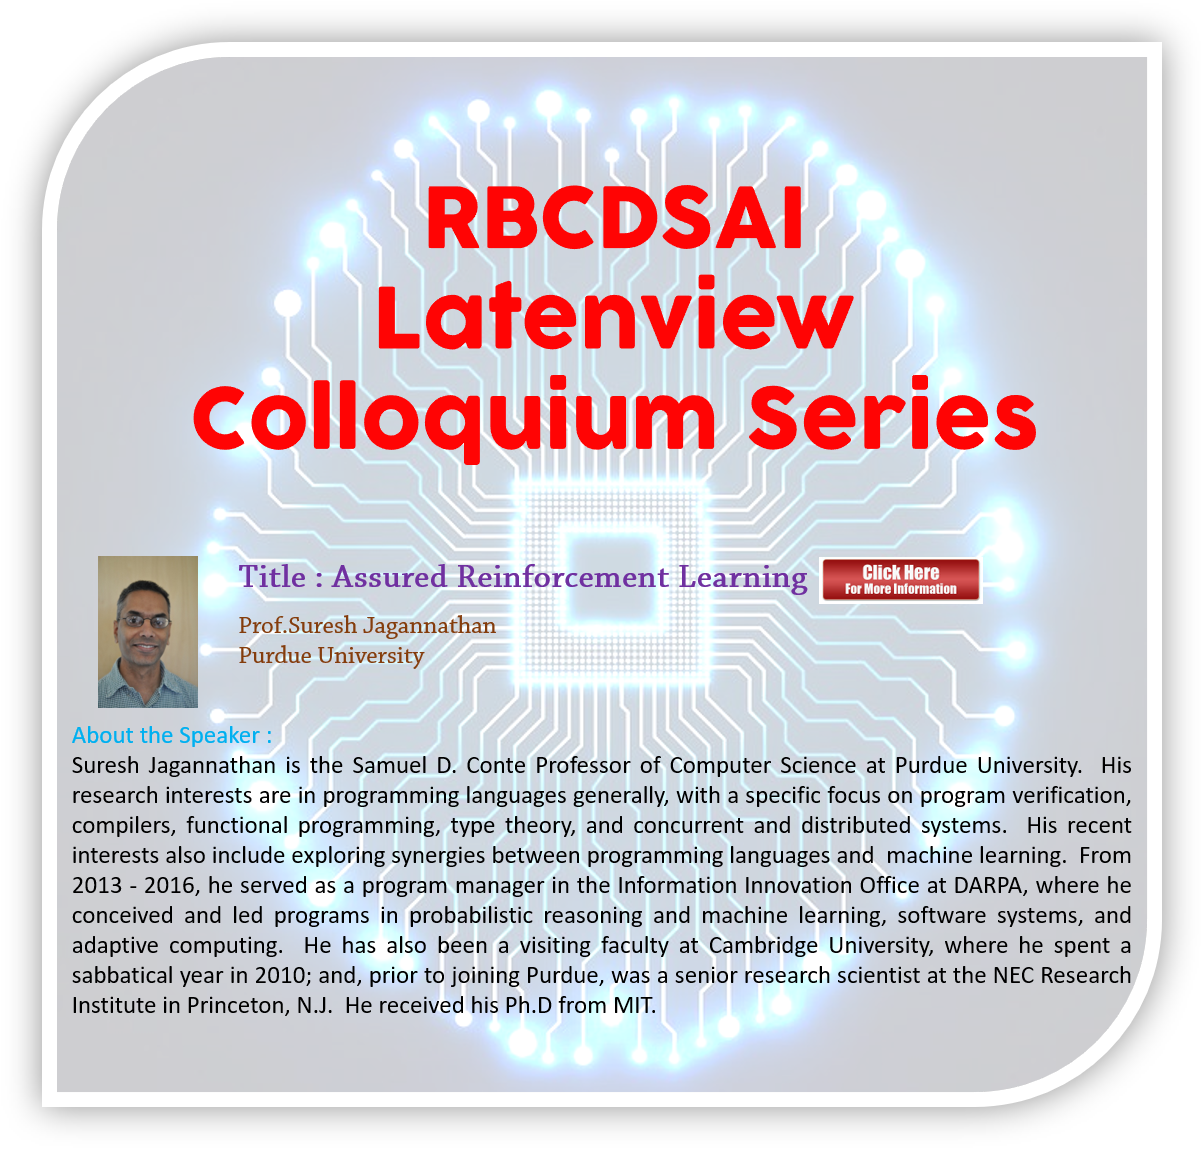 RBCDSAI
Latenview
Colloquium Series
Title : Assured Reinforcement Learning
Click Here
For More Information
Prof.Suresh Jagannathan
Purdue University
About the Speaker :
Suresh Jagannathan is the Samuel D. Conte Professor of Computer Science at Purdue University.  His
research interests are in programming languages generally, with a specific focus on program verification,
compilers, functional programming, type theory, and concurrent and distributed systems.  His recent
interests also include exploring synergies between programming languages and  machine learning.  From
2013 - 2016, he served as a program manager in the Information Innovation Office at DARPA, where he
conceived and led programs in probabilistic reasoning and machine learning, software systems, and
adaptive computing.  He has also been a visiting faculty at Cambridge University, where he spent a
sabbatical year in 2010; and, prior to joining Purdue, was a senior research scientist at the NEC Research
Institute in Princeton, N.J.  He received his Ph.D from MIT.